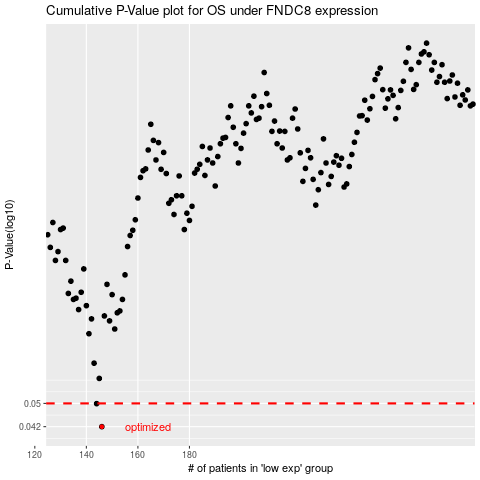 Cumulative P-Value plot for OS under FNDC8 expression
P-Value(log10)
0.05
0.042
optimized
120 140 160 180
# of patients in 'low exp' group